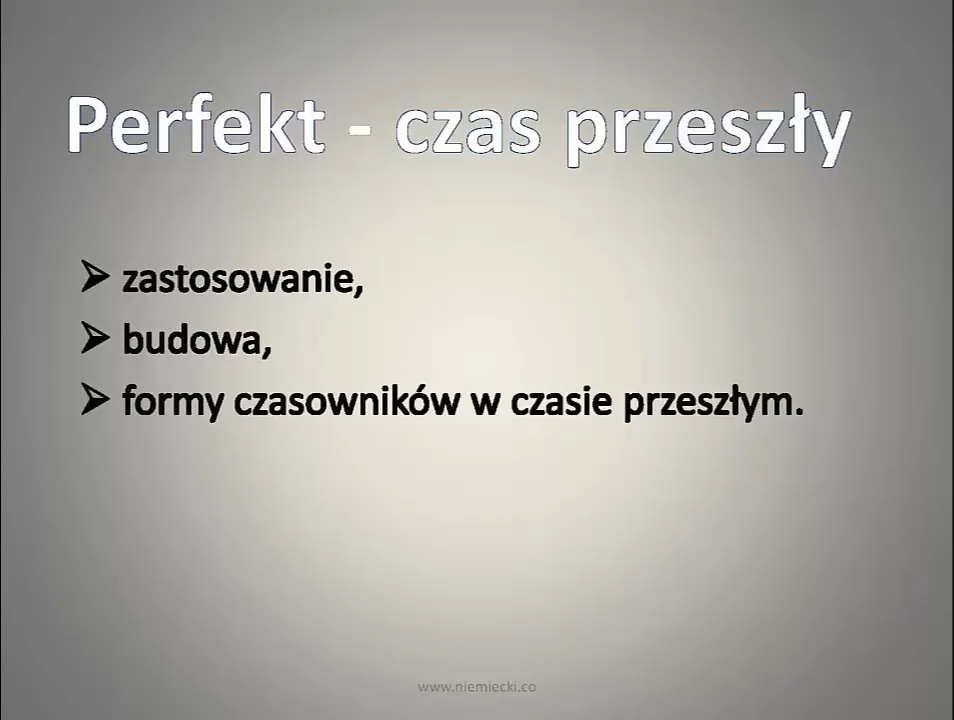 Perfekt - czas przeszły
➢ zastosowanie,
➢ budowa,
➢ formy czasowników w czasie przeszłym.
www.niemiecki.co